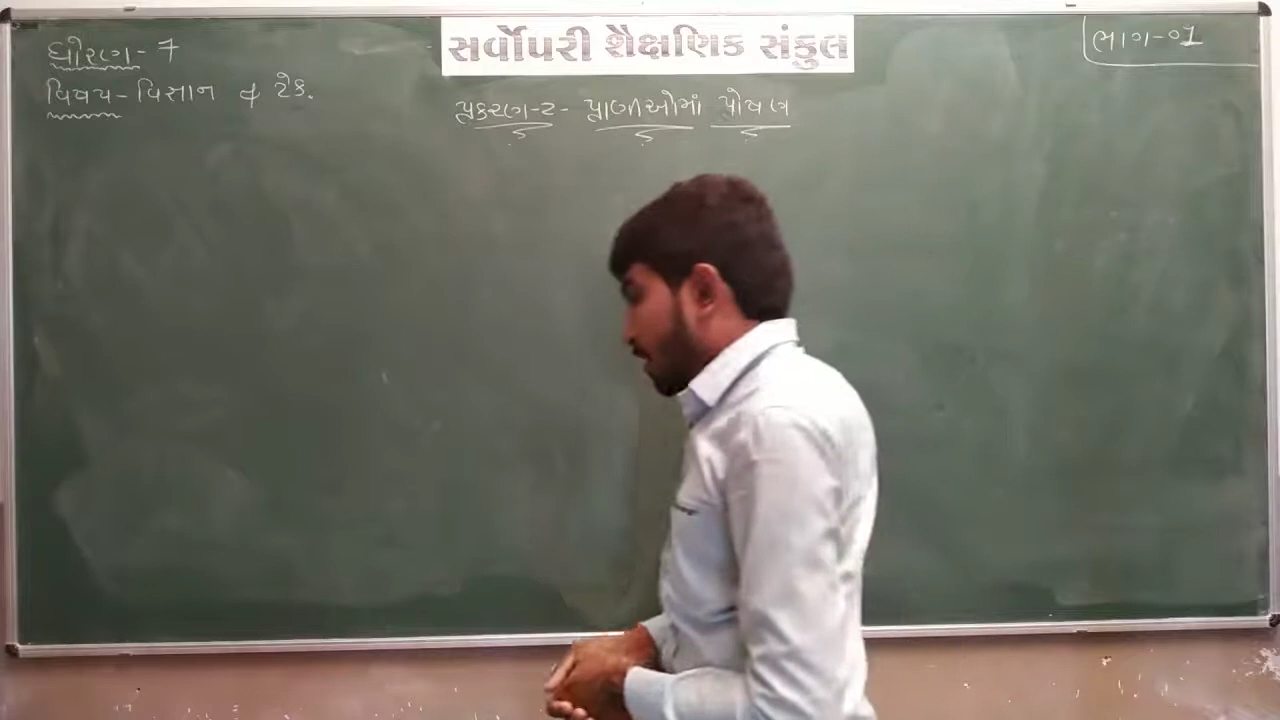 ધોરણ - 7
સર્વોપરી શૈક્ષણિક સંકુલ
ભાગ-01
વિષય - વિજ્ઞાન & ટેક.
પ્રકરણ-2- પ્રાણીઓમાં પોષણ